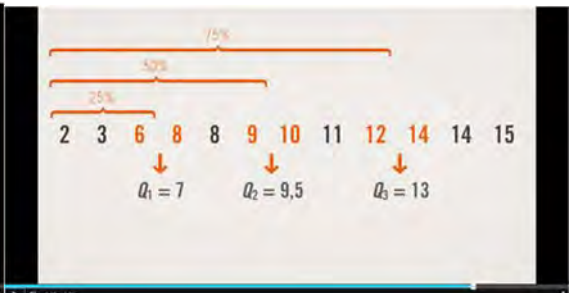 75%
50%
25%
2 3 6 8 8 9 10 11 12 14 14 15
Q₁ = 7 Q₂ = 9,5 Q₃ = 13